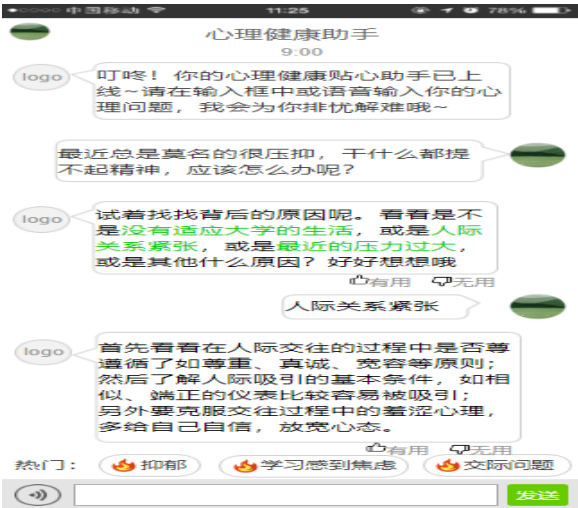 中国移动 11:25 78%
心理健康助手
9:00
logo
叮咚！你的心理健康贴心助手已上
线~请在输入框中或语音输入你的心
理问题，我会为你排忧解难哦~
最近总是莫名的很压抑，干什么都提
不起精神，应该怎么办呢？
logo
试着找找背后的原因呢。看看是不
是没有适应大学的生活，或是人际
关系紧张，或是最近的压力过大，
或是其他什么原因？好好想想哦
有用 无用
人际关系紧张
logo
首先看看在人际交往的过程中是否尊
遵循了如尊重、真诚、宽容等原则；
然后了解人际吸引的基本条件，如相
似、端正的仪表比较容易被吸引；
另外要克服交往过程中的羞涩心理，
多给自己自信，放宽心态。
有用 无用
热门： 抑郁 学习感到焦虑 交际问题
发送